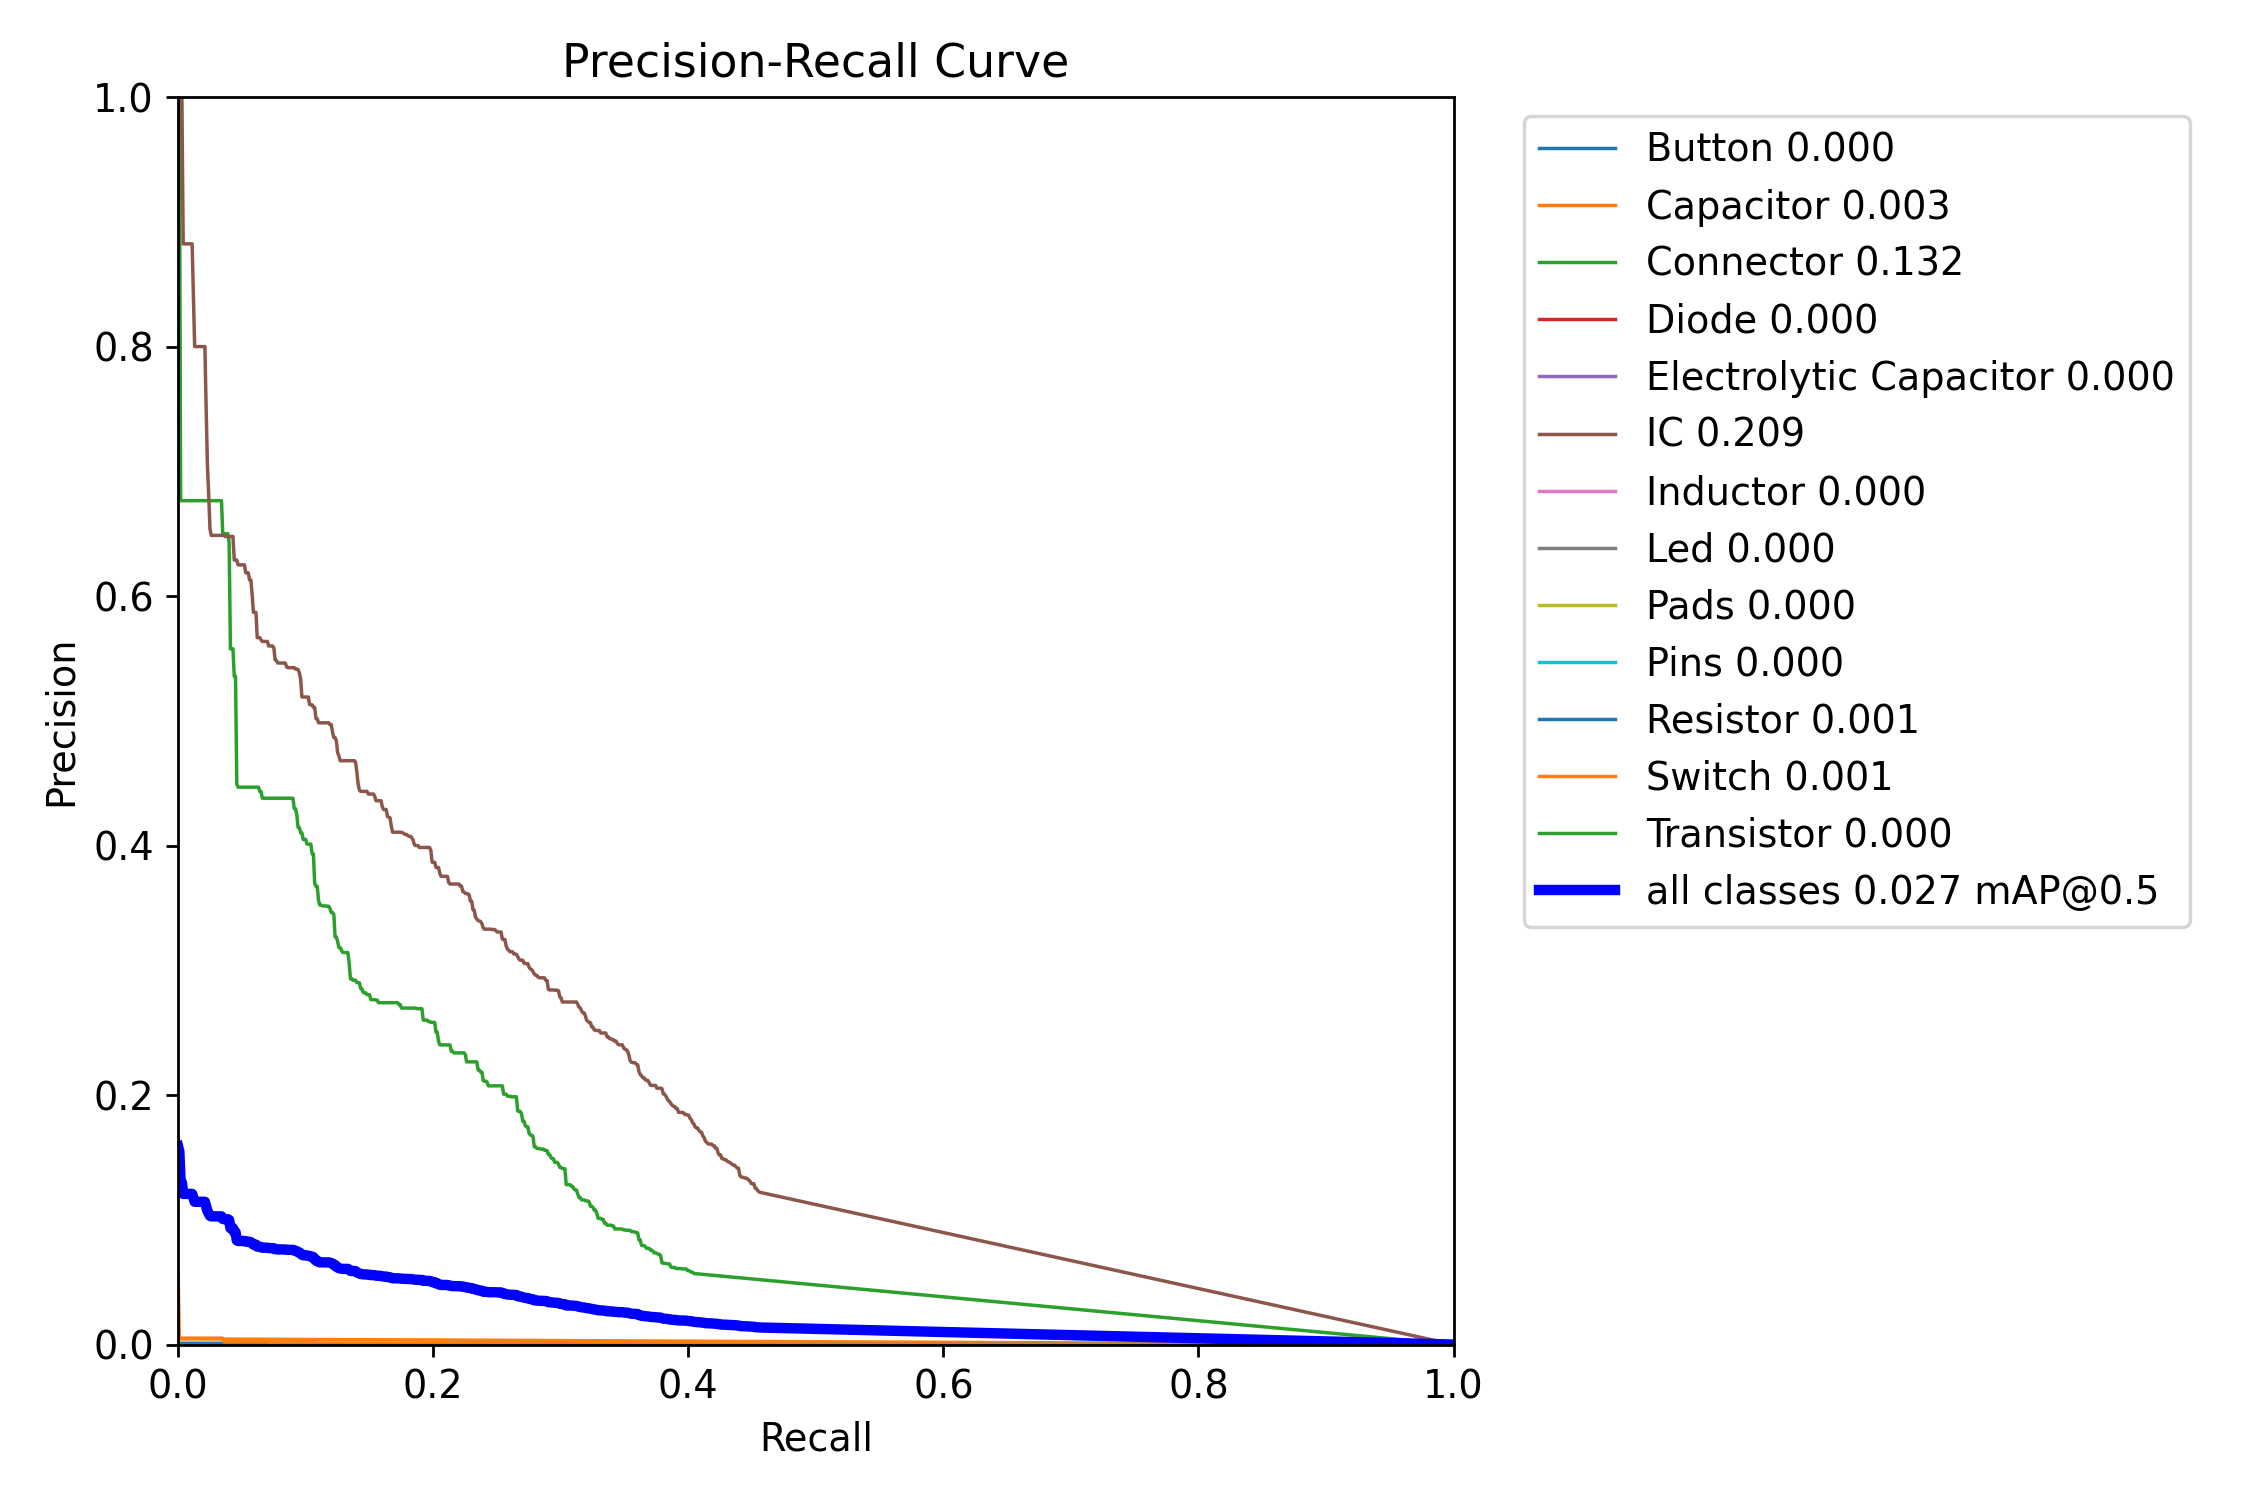 Precision-Recall Curve
1.0
0.8
0.6
0.4
0.2
0.0
Precision
0.0 0.2 0.4 0.6 0.8 1.0
Recall
Button 0.000
Capacitor 0.003
Connector 0.132
Diode 0.000
Electrolytic Capacitor 0.000
IC 0.209
Inductor 0.000
Led 0.000
Pads 0.000
Pins 0.000
Resistor 0.001
Switch 0.001
Transistor 0.000
all classes 0.027 mAP@0.5